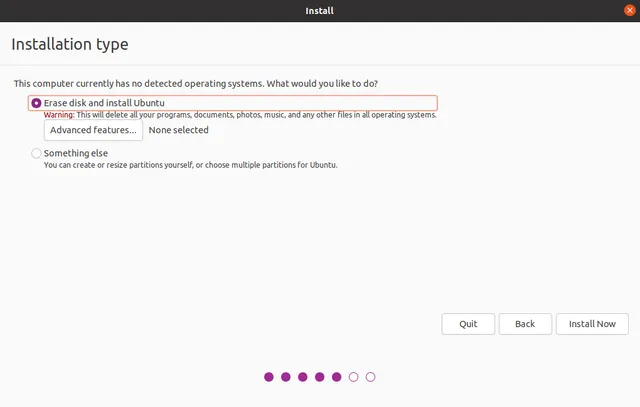 Install
Installation type
This computer currently has no detected operating systems. What would you like to do?
Erase disk and install Ubuntu
Warning: This will delete all your programs, documents, photos, music, and any other files in all operating systems.
Advanced features... None selected
Something else
You can create or resize partitions yourself, or choose multiple partitions for Ubuntu.
Quit Back Install Now